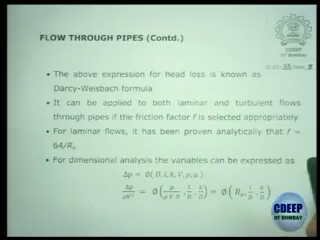 FLOW THROUGH PIPES (Contd.)
CDEEP
IIT Bombay
• The above expression for head loss is known as
Darcy-Weisbach formula
• It can be applied to both laminar and turbulent flows
through pipes if the friction factor f is selected appropriately
• For laminar flows, it has been proven analytically that f =
64/Re
• For dimensional analysis the variables can be expressed as
Δp = Ø(D, l, k, V, ρ, μ)
Δp/ρV² = Ø(μ/ρVD, l/D, k/D) = Ø(Re, l/D, k/D)
CDEEP
IIT BOMBAY